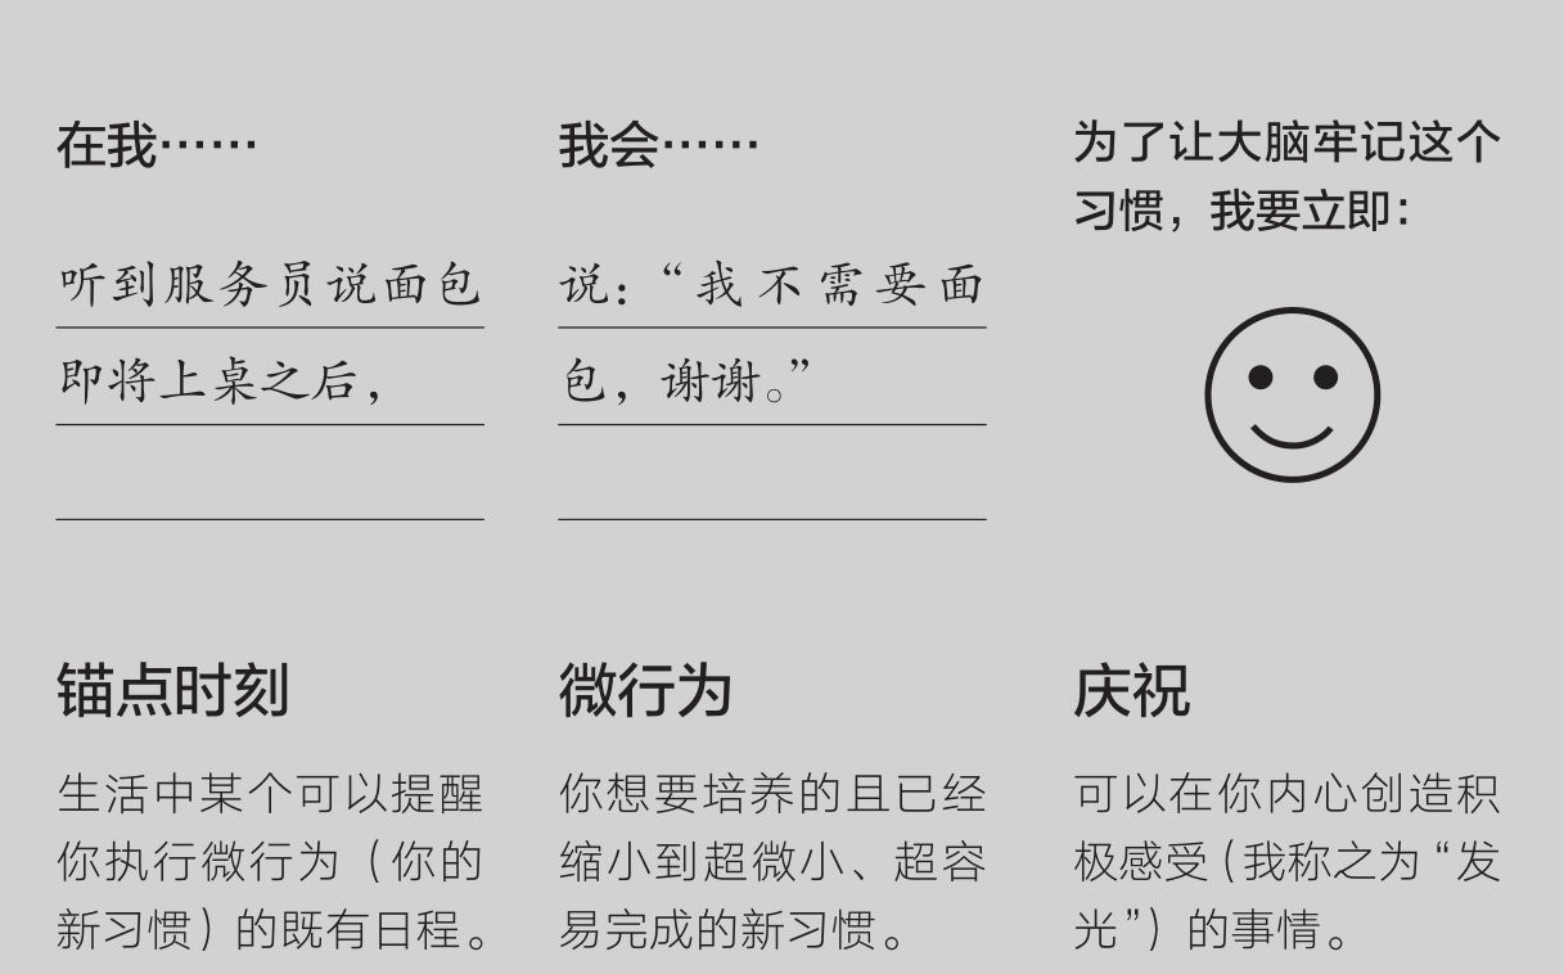 在我……
听到服务员说面包
即将上桌之后，
我会……
说：“我不需要面
包，谢谢。”
为了让大脑牢记这个
习惯，我要立即：
锚点时刻
生活中某个可以提醒
你执行微行为（你的
新习惯）的既有日程。
微行为
你想要培养的且已经
缩小到超微小、超容
易完成的新习惯。
庆祝
可以在你内心创造积
极感受（我称之为“发
光”）的事情。